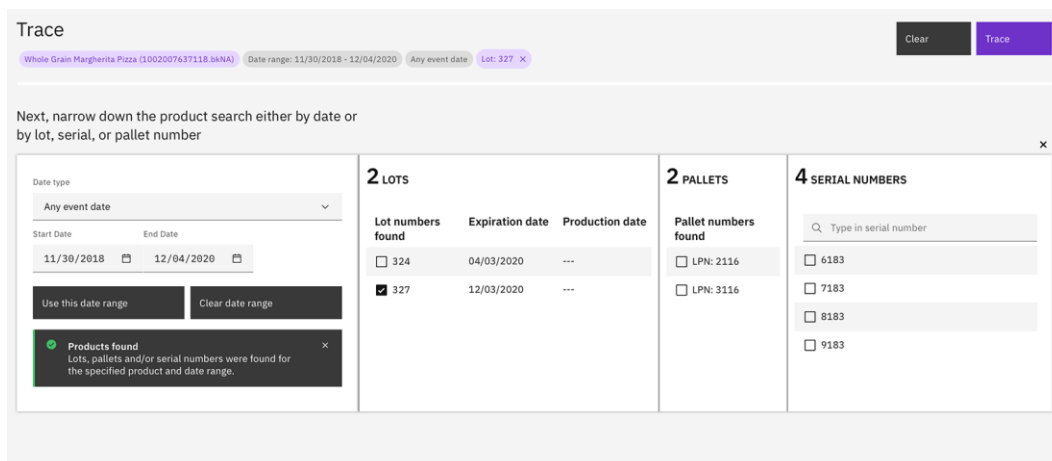 Trace
Clear
Trace
Whole Grain Margherita Pizza (1002007637118.bkNA) Date range: 11/30/2018 - 12/04/2020 Any event date Lot: 327 ×
Next, narrow down the product search either by date or
by lot, serial, or pallet number
×
Date type
Any event date
Start Date End Date
11/30/2018 12/04/2020
Use this date range Clear date range
Products found ×
Lots, pallets and/or serial numbers were found for
the specified product and date range.
2 LOTS
Lot numbers found Expiration date Production date
324 04/03/2020 ---
327 12/03/2020 ---
2 PALLETS
Pallet numbers
found
LPN: 2116
LPN: 3116
4 SERIAL NUMBERS
Type in serial number
6183
7183
8183
9183